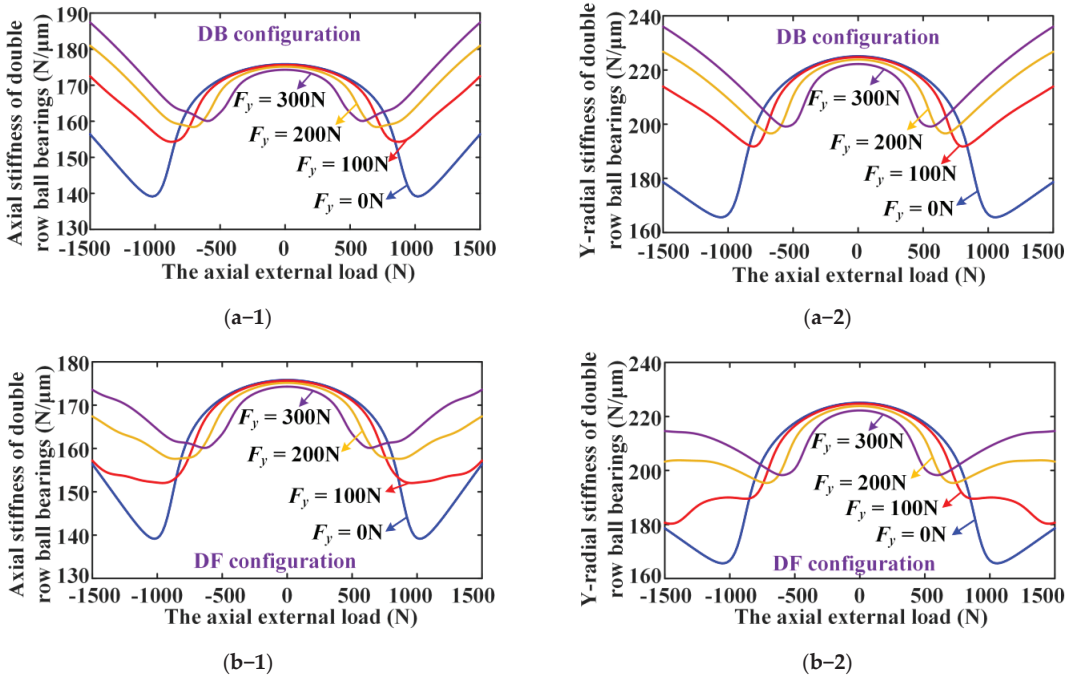 Axial stiffness of double
row ball bearings (N/μm)
190
180
170
160
150
140
130
DB configuration
Fy = 300N
Fy = 200N
Fy = 100N
Fy = 0N
-1500 -1000 -500 0 500 1000 1500
The axial external load (N)
(a−1)
Y-radial stiffness of double
row ball bearings (N/μm)
240
220
200
180
160
DB configuration
Fy = 300N
Fy = 200N
Fy = 100N
Fy = 0N
-1500 -1000 -500 0 500 1000 1500
The axial external load (N)
(a−2)
Axial stiffness of double
row ball bearings (N/μm)
180
170
160
150
140
130
Fy = 300N
Fy = 200N
Fy = 100N
Fy = 0N
DF configuration
-1500 -1000 -500 0 500 1000 1500
The axial external load (N)
(b−1)
Y-radial stiffness of double
row ball bearings (N/μm)
240
220
200
180
160
Fy = 300N
Fy = 200N
Fy = 100N
Fy = 0N
DF configuration
-1500 -1000 -500 0 500 1000 1500
The axial external load (N)
(b−2)